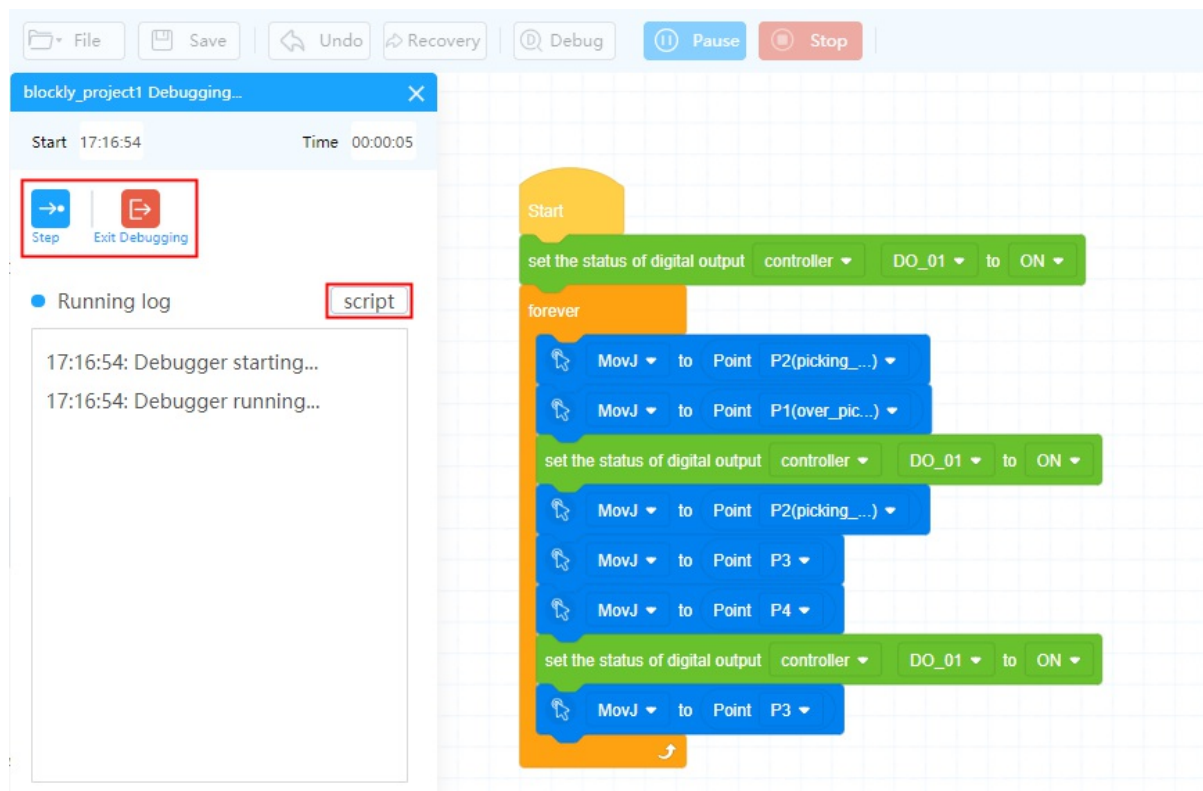 File Save Undo Recovery Debug Pause Stop
blockly_project1 Debugging...
Start 17:16:54 Time 00:00:05
Step Exit Debugging
Running log script
17:16:54: Debugger starting...
17:16:54: Debugger running...
Start
set the status of digital output controller DO_01 to ON
forever
MovJ to Point P2(picking_...)
MovJ to Point P1(over_pic...)
set the status of digital output controller DO_01 to ON
MovJ to Point P2(picking_...)
MovJ to Point P3
MovJ to Point P4
set the status of digital output controller DO_01 to ON
MovJ to Point P3